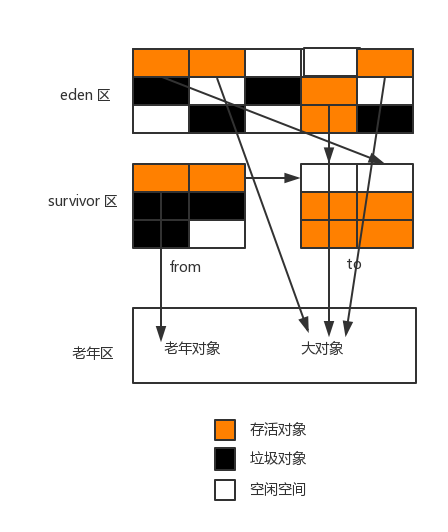 eden 区
survivor 区
from
to
老年区
老年对象
大对象
存活对象
垃圾对象
空闲空间